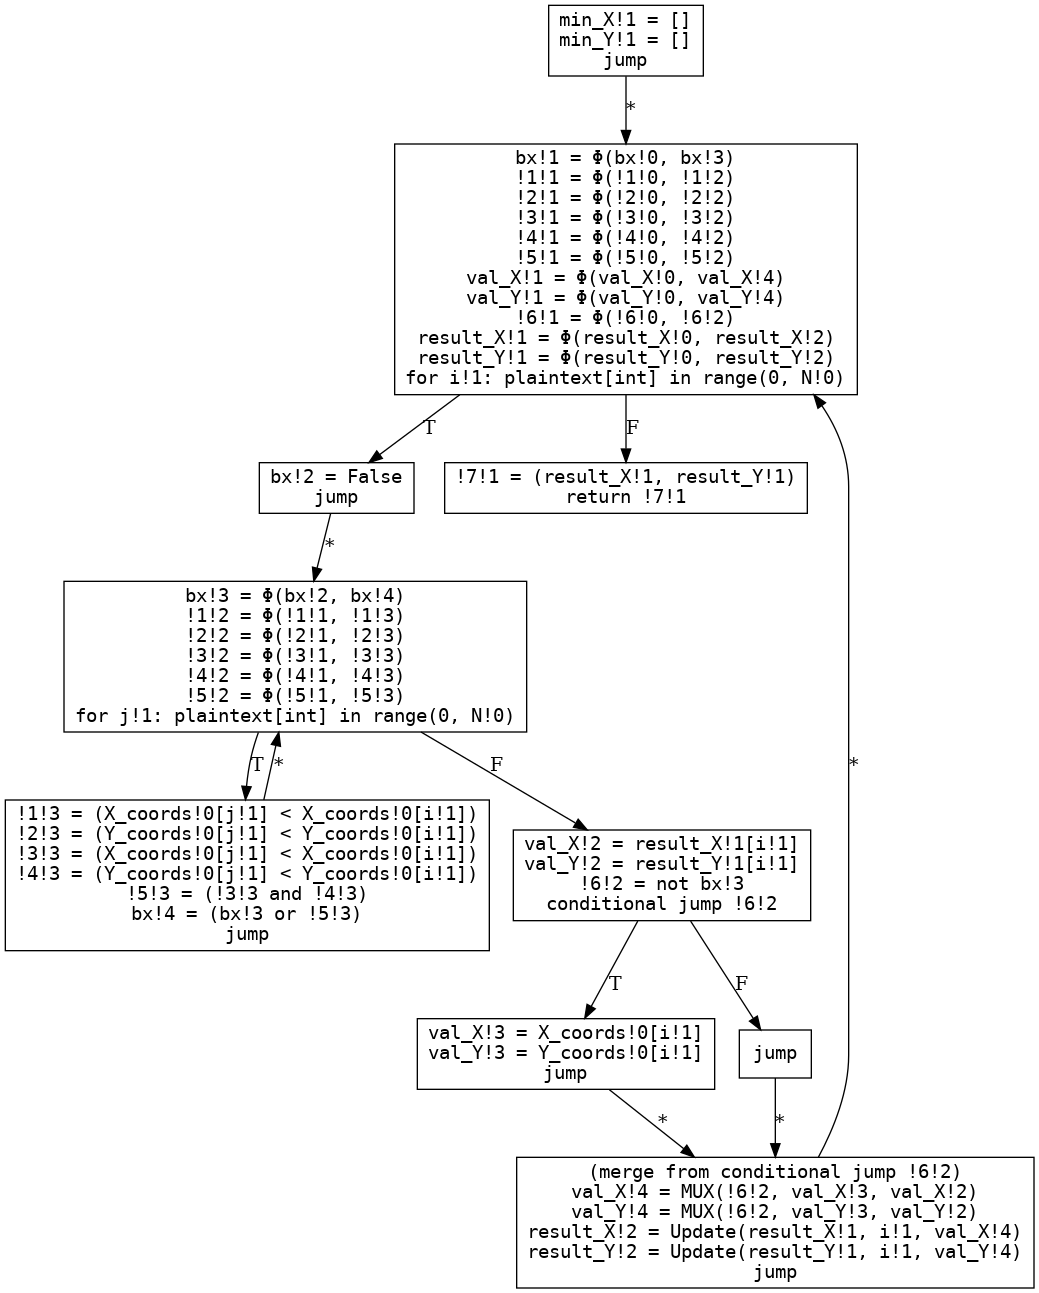 min_X!1 = []
min_Y!1 = []
jump
*
bx!1 = Φ(bx!0, bx!3)
!1!1 = Φ(!1!0, !1!2)
!2!1 = Φ(!2!0, !2!2)
!3!1 = Φ(!3!0, !3!2)
!4!1 = Φ(!4!0, !4!2)
!5!1 = Φ(!5!0, !5!2)
val_X!1 = Φ(val_X!0, val_X!4)
val_Y!1 = Φ(val_Y!0, val_Y!4)
!6!1 = Φ(!6!0, !6!2)
result_X!1 = Φ(result_X!0, result_X!2)
result_Y!1 = Φ(result_Y!0, result_Y!2)
for i!1: plaintext[int] in range(0, N!0)
T
F
bx!2 = False
jump
!7!1 = (result_X!1, result_Y!1)
return !7!1
*
bx!3 = Φ(bx!2, bx!4)
!1!2 = Φ(!1!1, !1!3)
!2!2 = Φ(!2!1, !2!3)
!3!2 = Φ(!3!1, !3!3)
!4!2 = Φ(!4!1, !4!3)
!5!2 = Φ(!5!1, !5!3)
for j!1: plaintext[int] in range(0, N!0)
T
*
F
*
!1!3 = (X_coords!0[j!1] < X_coords!0[i!1])
!2!3 = (Y_coords!0[j!1] < Y_coords!0[i!1])
!3!3 = (X_coords!0[j!1] < X_coords!0[i!1])
!4!3 = (Y_coords!0[j!1] < Y_coords!0[i!1])
!5!3 = (!3!3 and !4!3)
bx!4 = (bx!3 or !5!3)
jump
val_X!2 = result_X!1[i!1]
val_Y!2 = result_Y!1[i!1]
!6!2 = not bx!3
conditional jump !6!2
T
F
val_X!3 = X_coords!0[i!1]
val_Y!3 = Y_coords!0[i!1]
jump
jump
*
*
(merge from conditional jump !6!2)
val_X!4 = MUX(!6!2, val_X!3, val_X!2)
val_Y!4 = MUX(!6!2, val_Y!3, val_Y!2)
result_X!2 = Update(result_X!1, i!1, val_X!4)
result_Y!2 = Update(result_Y!1, i!1, val_Y!4)
jump